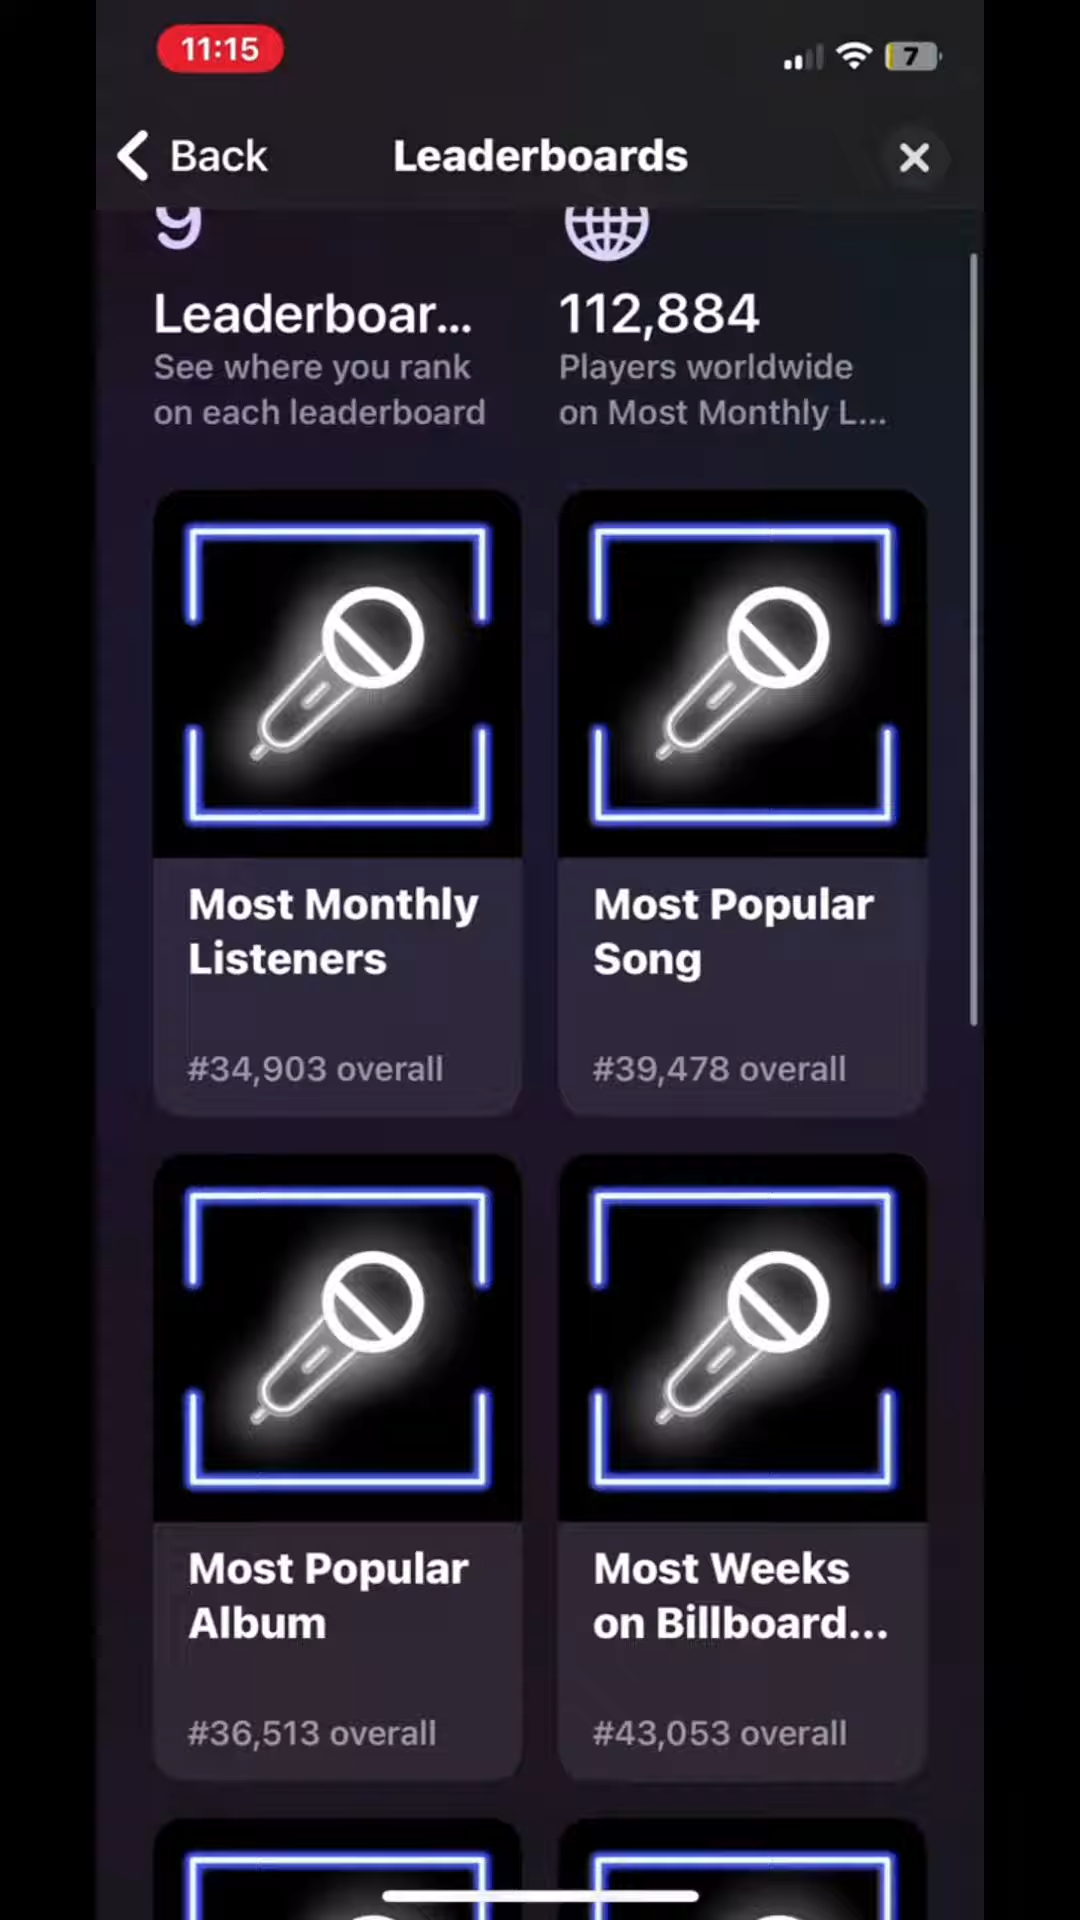 11:15
7
Back
Leaderboards
9
Leaderboar...
See where you rank
on each leaderboard
112,884
Players worldwide
on Most Monthly L...
Most Monthly
Listeners
#34,903 overall
Most Popular
Song
#39,478 overall
Most Popular
Album
#36,513 overall
Most Weeks
on Billboard...
#43,053 overall